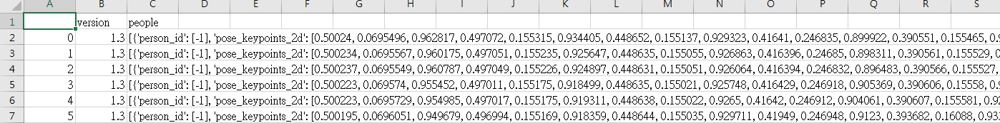 A B C D E F G H I J K L M N O P Q R S
1 version people
2 0 1.3 [{'person_id': [-1], 'pose_keypoints_2d': [0.50024, 0.0695496, 0.962817, 0.497072, 0.155315, 0.934405, 0.448652, 0.155137, 0.929323, 0.41641, 0.246835, 0.899922, 0.390551, 0.155465, 0.9
3 1 1.3 [{'person_id': [-1], 'pose_keypoints_2d': [0.500234, 0.0695567, 0.960175, 0.497051, 0.155235, 0.925647, 0.448635, 0.155055, 0.926863, 0.416396, 0.24685, 0.898311, 0.390561, 0.155529, 0
4 2 1.3 [{'person_id': [-1], 'pose_keypoints_2d': [0.500237, 0.0695549, 0.960787, 0.497049, 0.155226, 0.924897, 0.448631, 0.155051, 0.926064, 0.416394, 0.246832, 0.896483, 0.390566, 0.155527,
5 3 1.3 [{'person_id': [-1], 'pose_keypoints_2d': [0.500223, 0.069574, 0.955452, 0.497011, 0.155175, 0.918499, 0.448635, 0.155021, 0.925748, 0.416429, 0.246918, 0.905369, 0.390606, 0.15558, 0.9
6 4 1.3 [{'person_id': [-1], 'pose_keypoints_2d': [0.500223, 0.0695729, 0.954985, 0.497017, 0.155175, 0.919311, 0.448638, 0.155022, 0.9265, 0.41642, 0.246912, 0.904061, 0.390607, 0.155581, 0.92
7 5 1.3 [{'person_id': [-1], 'pose_keypoints_2d': [0.500195, 0.0696051, 0.949679, 0.496994, 0.155169, 0.918359, 0.448644, 0.155035, 0.929711, 0.41949, 0.246948, 0.9123, 0.393682, 0.16088, 0.93